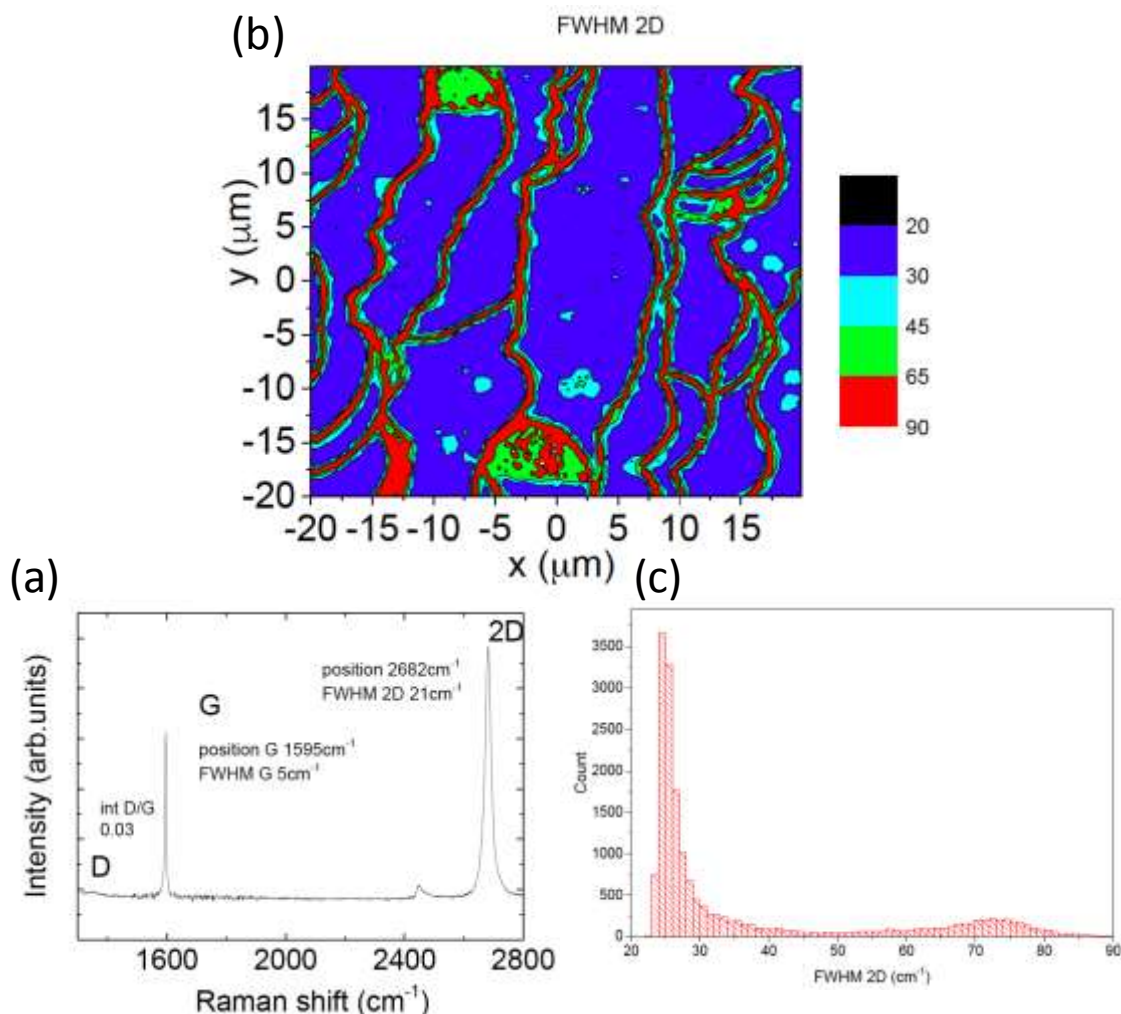 (b)
FWHM 2D
15
10
5
0
-5
-10
-15
-20
y (μm)
-20 -15 -10 -5 0 5 10 15
x (μm)
20
30
45
65
90
(a)
2D
position 2682cm⁻¹
FWHM 2D 21cm⁻¹
G
position G 1595cm⁻¹
FWHM G 5cm⁻¹
int D/G
0.03
D
Intensity (arb.units)
1600 2000 2400 2800
Raman shift (cm⁻¹)
(c)
3500
3000
2500
2000
1500
1000
500
0
Count
20 30 40 50 60 70 80 90
FWHM 2D (cm⁻¹)